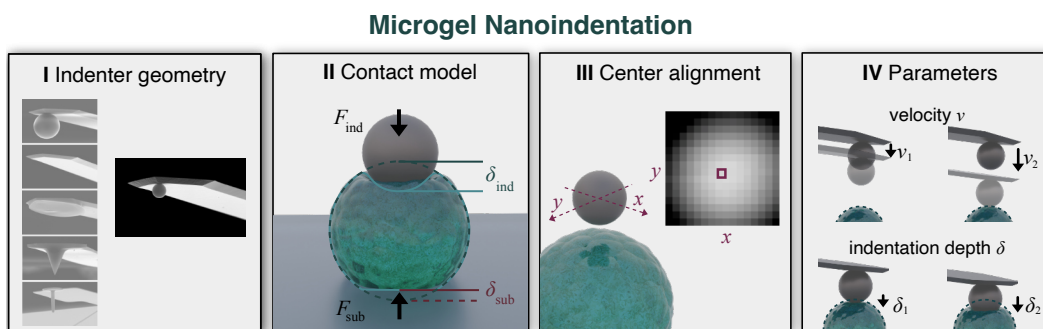 Microgel Nanoindentation
I Indenter geometry
II Contact model
F_ind
δ_ind
δ_sub
F_sub
III Center alignment
y
x
y
x
IV Parameters
velocity v
v_1
v_2
indentation depth δ
δ_1
δ_2